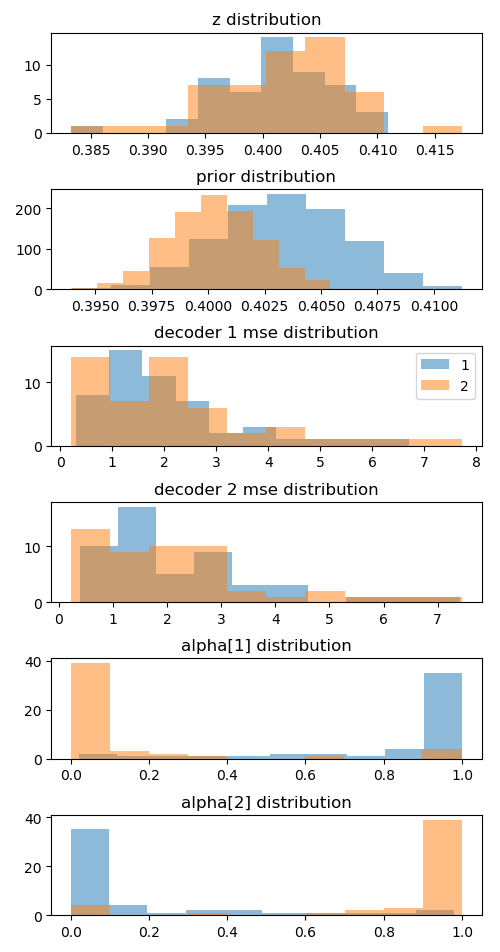 z distribution
10
5
0
0.385 0.390 0.395 0.400 0.405 0.410 0.415
prior distribution
200
100
0
0.3950 0.3975 0.4000 0.4025 0.4050 0.4075 0.4100
decoder 1 mse distribution
10
0
1
2
0 1 2 3 4 5 6 7 8
decoder 2 mse distribution
10
0
0 1 2 3 4 5 6 7
alpha[1] distribution
40
20
0
0.0 0.2 0.4 0.6 0.8 1.0
alpha[2] distribution
40
20
0
0.0 0.2 0.4 0.6 0.8 1.0